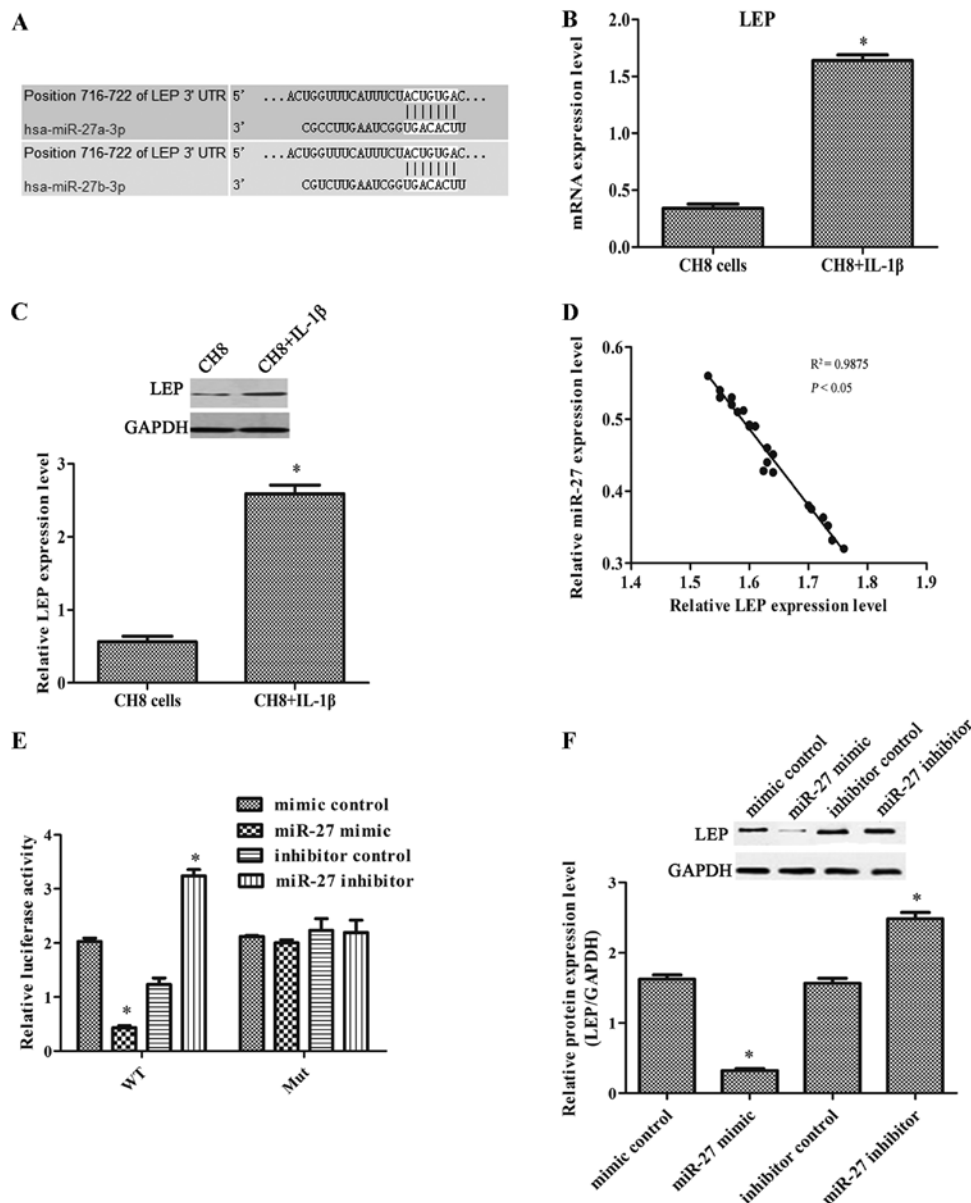 A
Position 716-722 of LEP 3' UTR 5' ...ACUGGUUUCAUUUCUACUGUGAC...
hsa-miR-27a-3p 3' CGCCUUGAAUCGGUGACACUU
Position 716-722 of LEP 3' UTR 5' ...ACUGGUUUCAUUUCUACUGUGAC...
hsa-miR-27b-3p 3' CGUCUUGAAUCGGUGACACUU
B
LEP
mRNA expression level
2.0
1.5
1.0
0.5
0.0
*
CH8 cells
CH8+IL-1β
C
CH8
CH8+IL-1β
LEP
GAPDH
Relative LEP expression level
3
2
1
0
*
CH8 cells
CH8+IL-1β
D
R² = 0.9875
P < 0.05
Relative miR-27 expression level
0.6
0.5
0.4
0.3
1.4 1.5 1.6 1.7 1.8 1.9
Relative LEP expression level
E
mimic control
miR-27 mimic
inhibitor control
miR-27 inhibitor
Relative luciferase activity
4
3
2
1
0
*
*
WT
Mut
F
mimic control
miR-27 mimic
inhibitor control
miR-27 inhibitor
LEP
GAPDH
Relative protein expression level
(LEP/GAPDH)
3
2
1
0
*
*
mimic control
miR-27 mimic
inhibitor control
miR-27 inhibitor